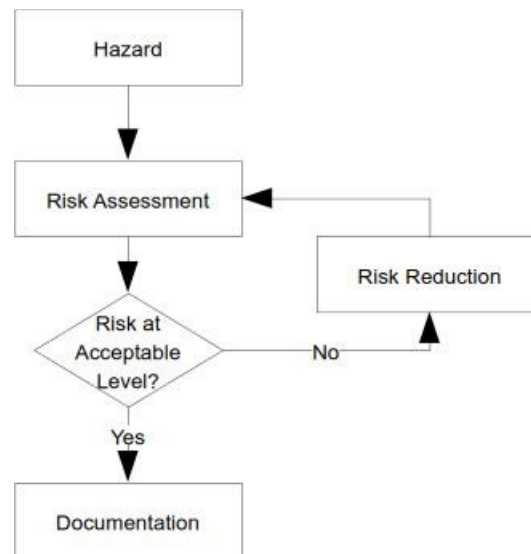 Hazard
Risk Assessment
Risk Reduction
Risk at
Acceptable
Level?
No
Yes
Documentation